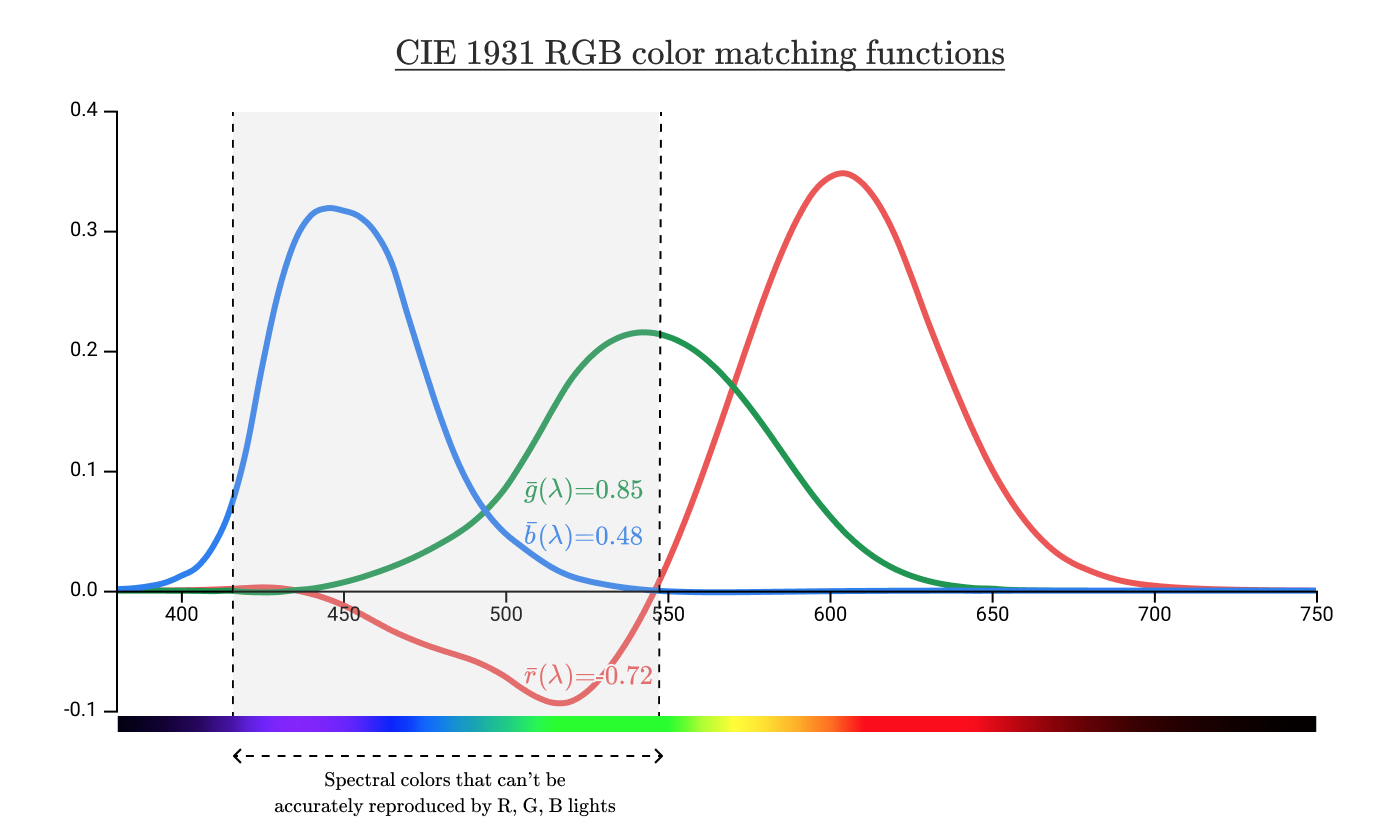 CIE 1931 RGB color matching functions
0.4
0.3
0.2
0.1
0.0
-0.1
g̅(λ)=0.85
b̅(λ)=0.48
r̅(λ)=-0.72
400 450 500 550 600 650 700 750
Spectral colors that can't be
accurately reproduced by R, G, B lights